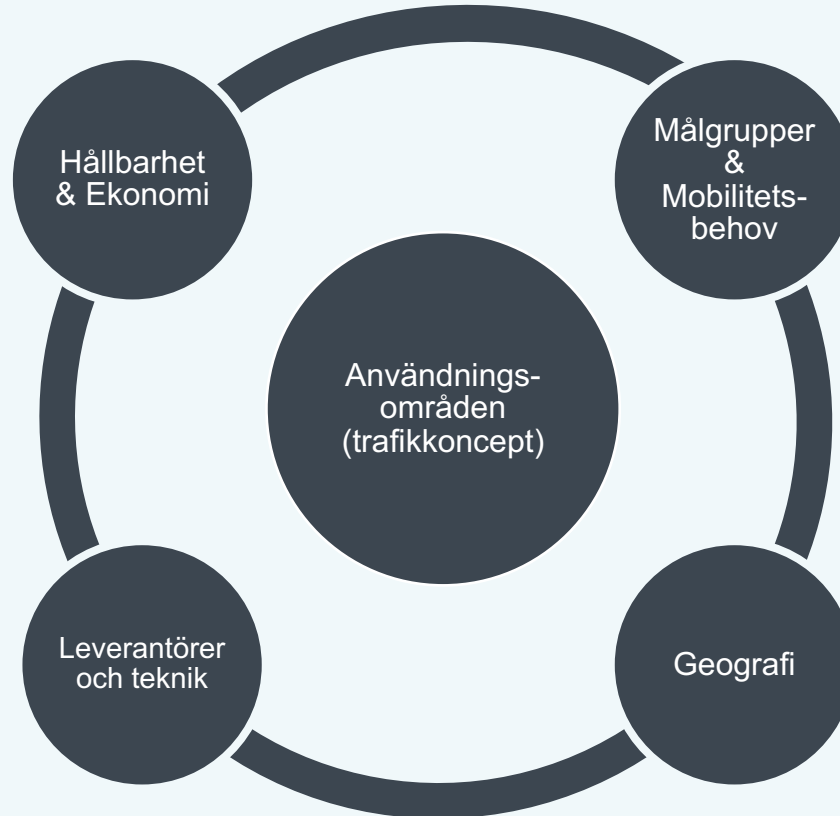 Hållbarhet
& Ekonomi
Målgrupper
&
Mobilitets-
behov
Användnings-
områden
(trafikkoncept)
Leverantörer
och teknik
Geografi